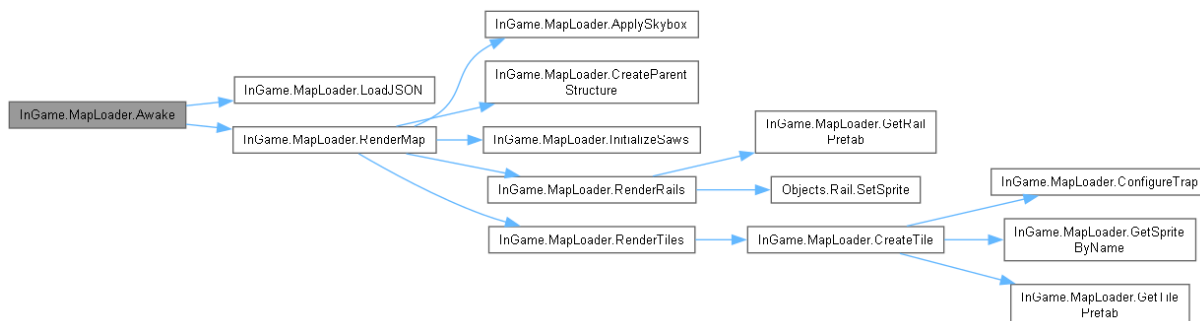 InGame.MapLoader.Awake
InGame.MapLoader.LoadJSON
InGame.MapLoader.RenderMap
InGame.MapLoader.ApplySkybox
InGame.MapLoader.CreateParent
Structure
InGame.MapLoader.InitializeSaws
InGame.MapLoader.RenderRails
InGame.MapLoader.RenderTiles
InGame.MapLoader.GetRail
Prefab
Objects.Rail.SetSprite
InGame.MapLoader.CreateTile
InGame.MapLoader.ConfigureTrap
InGame.MapLoader.GetSprite
ByName
InGame.MapLoader.GetTile
Prefab